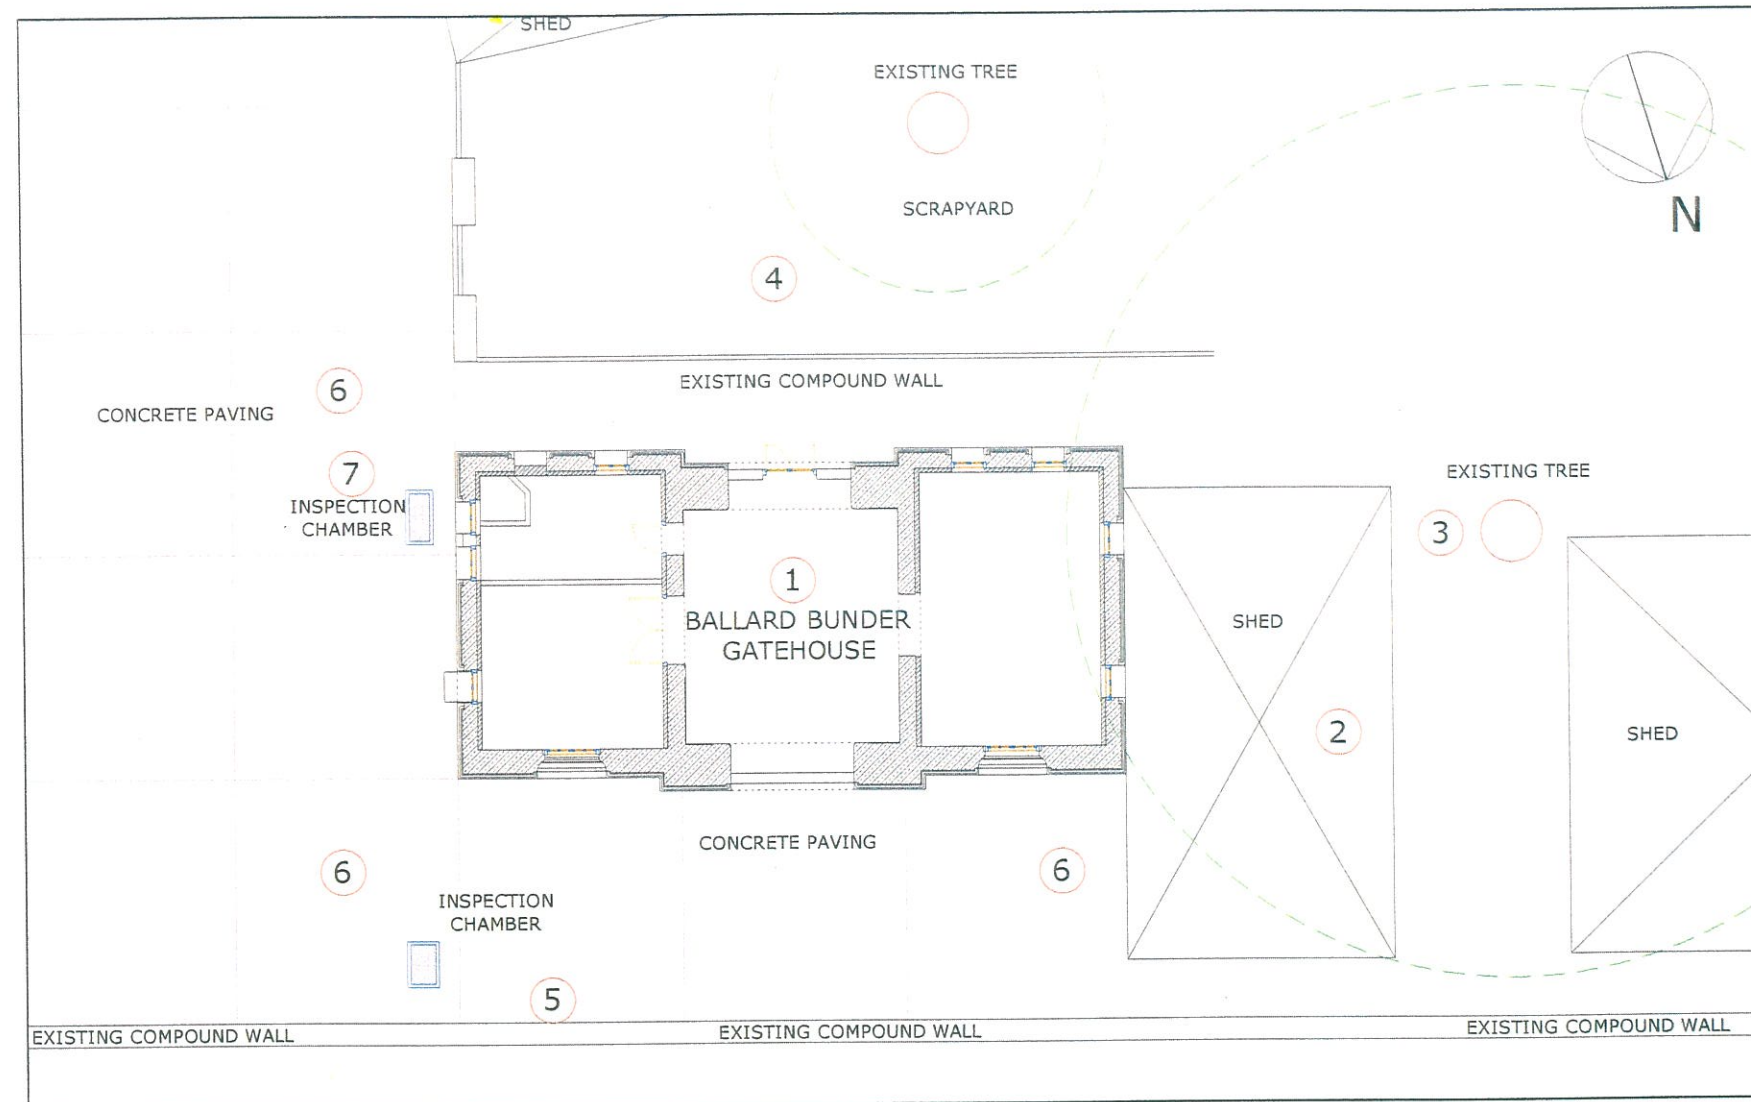 SHED
EXISTING TREE
N
SCRAPYARD
4
6
EXISTING COMPOUND WALL
CONCRETE PAVING
7
INSPECTION
CHAMBER
EXISTING TREE
3
1
BALLARD BUNDER
GATEHOUSE
SHED
2
SHED
CONCRETE PAVING
6
6
INSPECTION
CHAMBER
5
EXISTING COMPOUND WALL
EXISTING COMPOUND WALL
EXISTING COMPOUND WALL